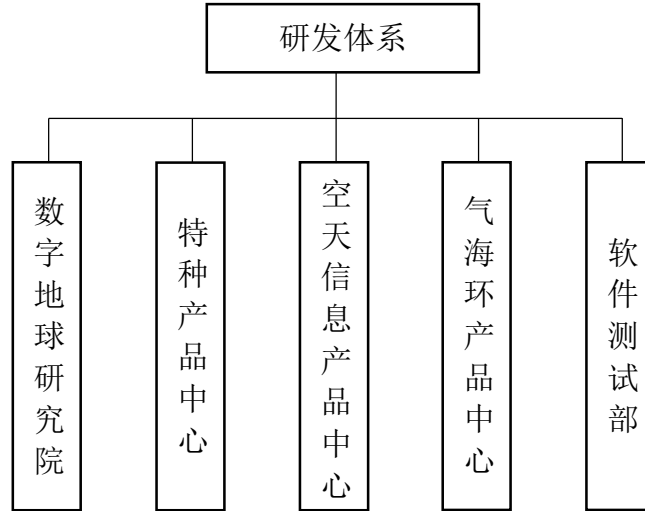 研发体系
数字地球研究院
特种产品中心
空天信息产品中心
气海环产品中心
软件测试部